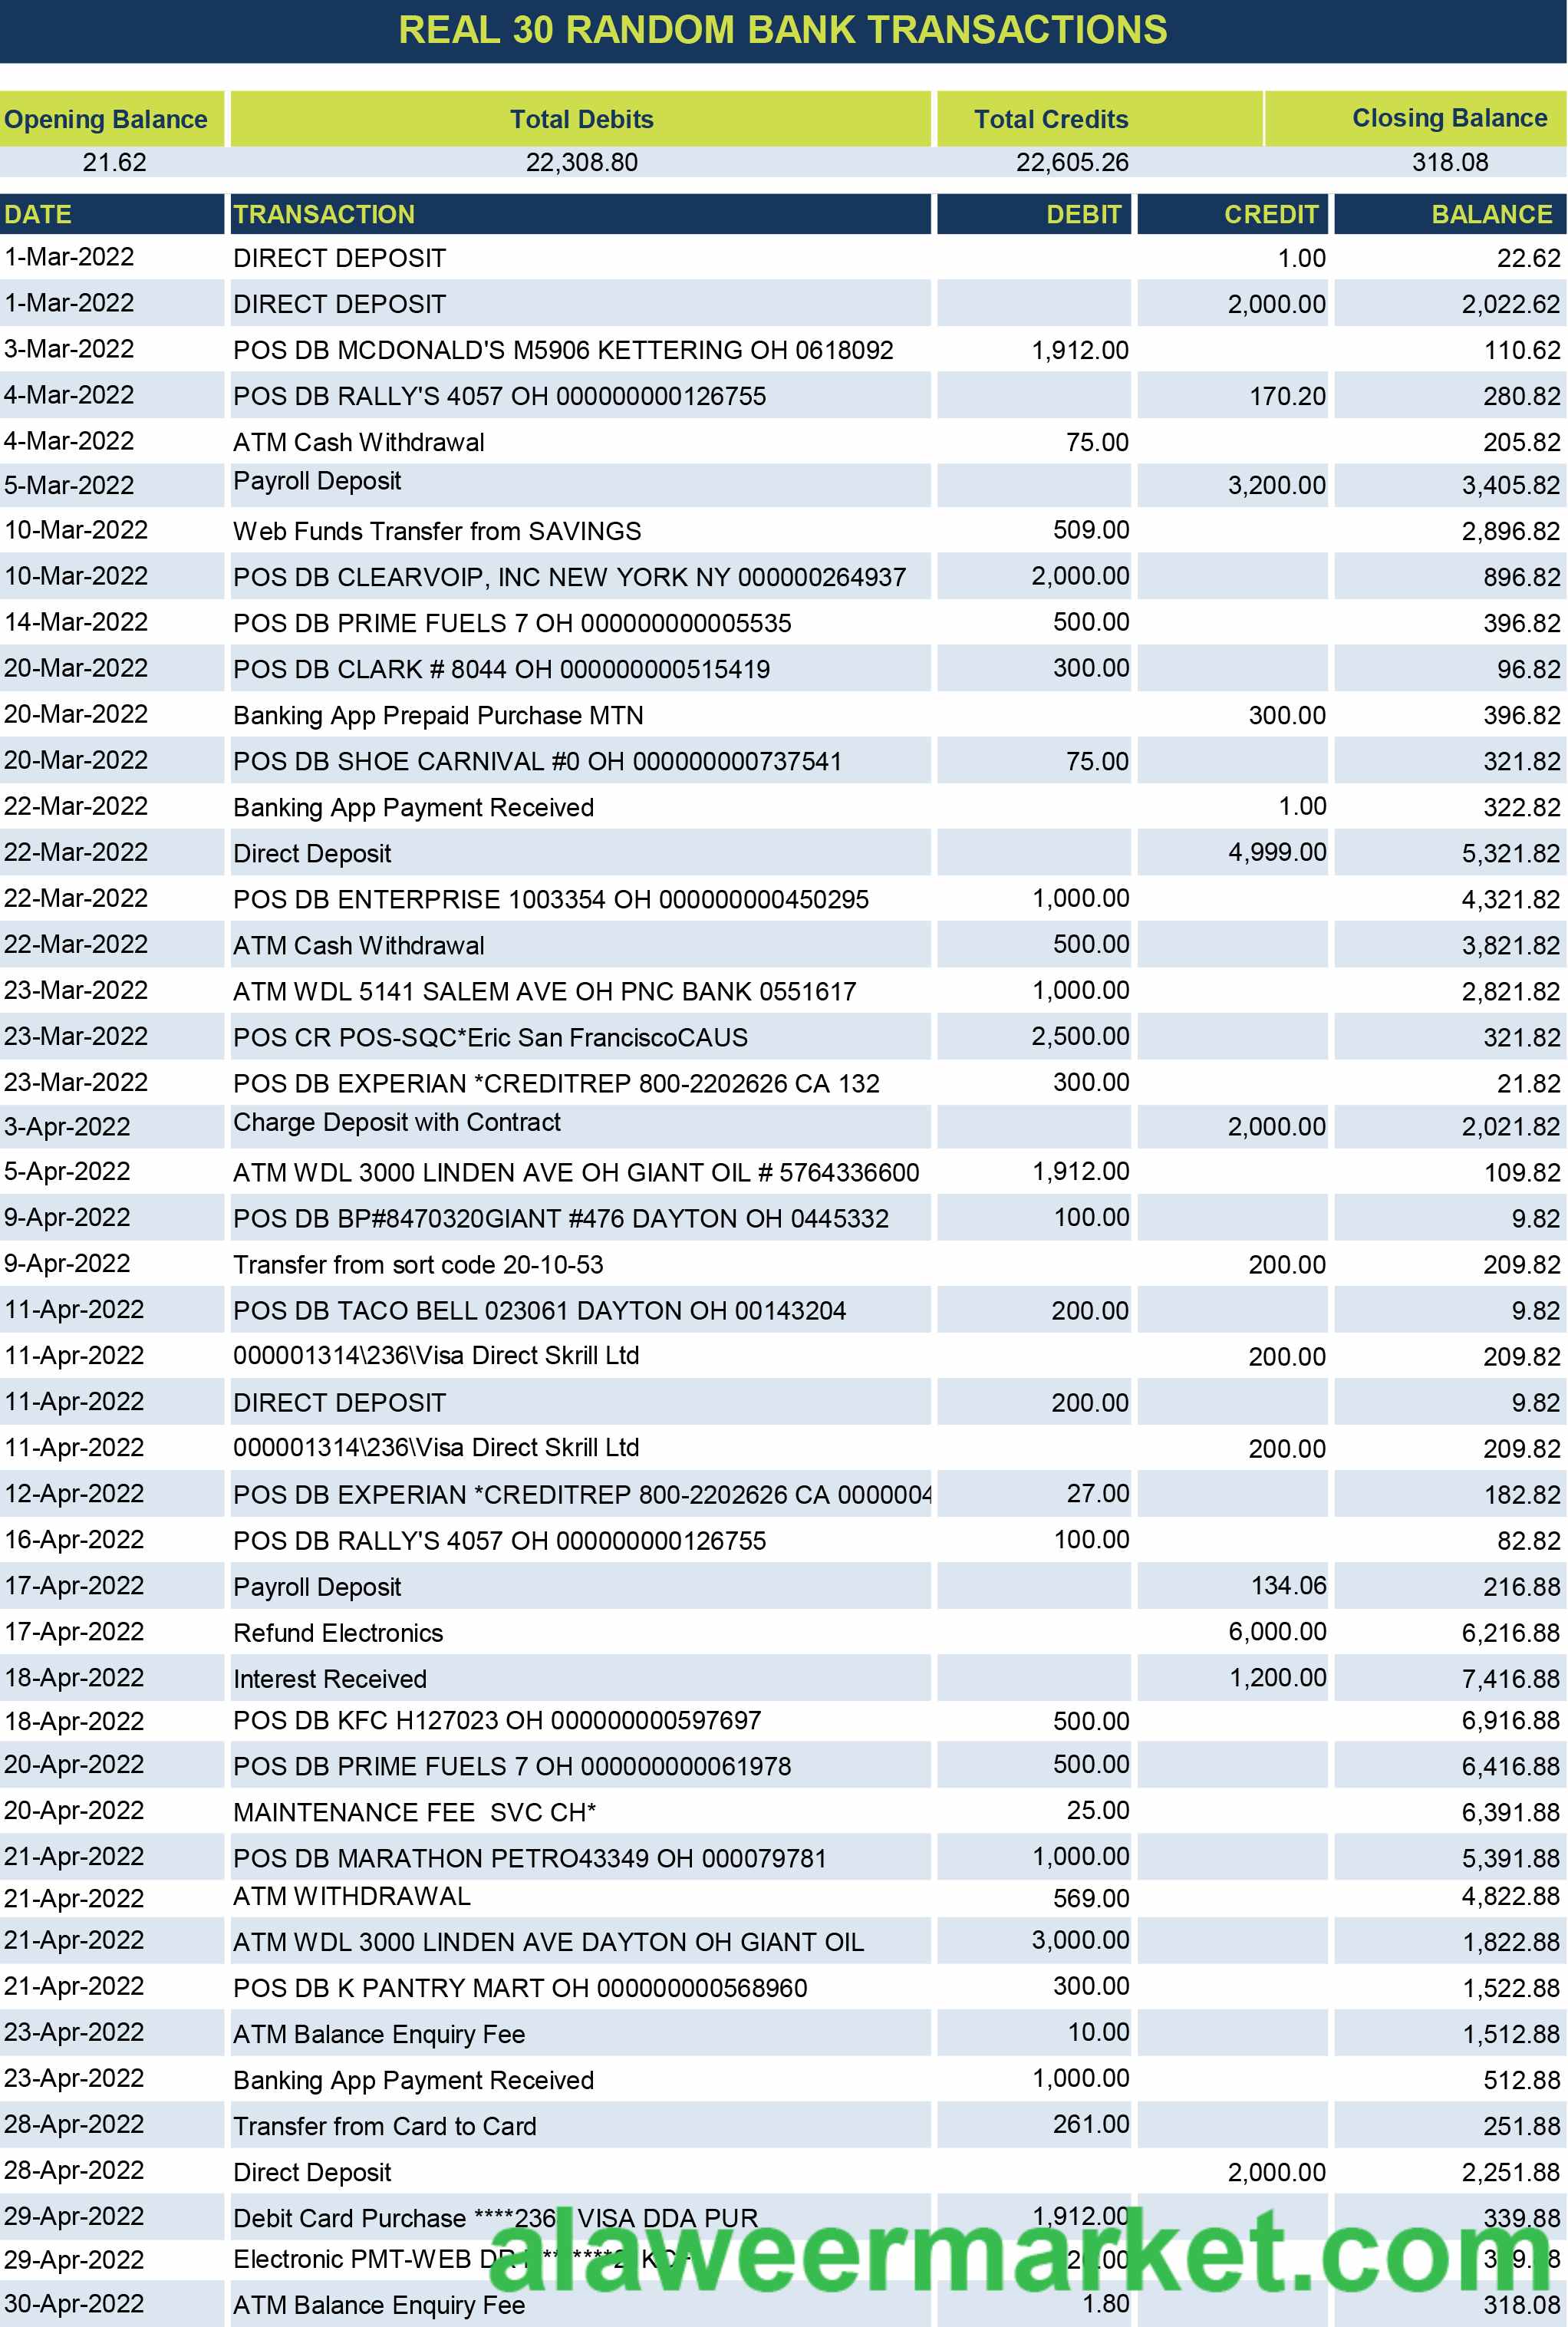 REAL 30 RANDOM BANK TRANSACTIONS
Opening Balance Total Debits Total Credits Closing Balance
21.62 22,308.80 22,605.26 318.08
DATE TRANSACTION DEBIT CREDIT BALANCE
1-Mar-2022 DIRECT DEPOSIT 1.00 22.62
1-Mar-2022 DIRECT DEPOSIT 2,000.00 2,022.62
3-Mar-2022 POS DB MCDONALD'S M5906 KETTERING OH 0618092 1,912.00 110.62
4-Mar-2022 POS DB RALLY'S 4057 OH 000000000126755 170.20 280.82
4-Mar-2022 ATM Cash Withdrawal 75.00 205.82
5-Mar-2022 Payroll Deposit 3,200.00 3,405.82
10-Mar-2022 Web Funds Transfer from SAVINGS 509.00 2,896.82
10-Mar-2022 POS DB CLEARVOIP, INC NEW YORK NY 000000264937 2,000.00 896.82
14-Mar-2022 POS DB PRIME FUELS 7 OH 000000000005535 500.00 396.82
20-Mar-2022 POS DB CLARK # 8044 OH 000000000515419 300.00 96.82
20-Mar-2022 Banking App Prepaid Purchase MTN 300.00 396.82
20-Mar-2022 POS DB SHOE CARNIVAL #0 OH 000000000737541 75.00 321.82
22-Mar-2022 Banking App Payment Received 1.00 322.82
22-Mar-2022 Direct Deposit 4,999.00 5,321.82
22-Mar-2022 POS DB ENTERPRISE 1003354 OH 000000000450295 1,000.00 4,321.82
22-Mar-2022 ATM Cash Withdrawal 500.00 3,821.82
23-Mar-2022 ATM WDL 5141 SALEM AVE OH PNC BANK 0551617 1,000.00 2,821.82
23-Mar-2022 POS CR POS-SQC*Eric San FranciscoCAUS 2,500.00 321.82
23-Mar-2022 POS DB EXPERIAN *CREDITREP 800-2202626 CA 132 300.00 21.82
3-Apr-2022 Charge Deposit with Contract 2,000.00 2,021.82
5-Apr-2022 ATM WDL 3000 LINDEN AVE OH GIANT OIL # 5764336600 1,912.00 109.82
9-Apr-2022 POS DB BP#8470320GIANT #476 DAYTON OH 0445332 100.00 9.82
9-Apr-2022 Transfer from sort code 20-10-53 200.00 209.82
11-Apr-2022 POS DB TACO BELL 023061 DAYTON OH 00143204 200.00 9.82
11-Apr-2022 000001314\236\Visa Direct Skrill Ltd 200.00 209.82
11-Apr-2022 DIRECT DEPOSIT 200.00 9.82
11-Apr-2022 000001314\236\Visa Direct Skrill Ltd 200.00 209.82
12-Apr-2022 POS DB EXPERIAN *CREDITREP 800-2202626 CA 0000004 27.00 182.82
16-Apr-2022 POS DB RALLY'S 4057 OH 000000000126755 100.00 82.82
17-Apr-2022 Payroll Deposit 134.06 216.88
17-Apr-2022 Refund Electronics 6,000.00 6,216.88
18-Apr-2022 Interest Received 1,200.00 7,416.88
18-Apr-2022 POS DB KFC H127023 OH 000000000597697 500.00 6,916.88
20-Apr-2022 POS DB PRIME FUELS 7 OH 000000000061978 500.00 6,416.88
20-Apr-2022 MAINTENANCE FEE SVC CH* 25.00 6,391.88
21-Apr-2022 POS DB MARATHON PETRO43349 OH 000079781 1,000.00 5,391.88
21-Apr-2022 ATM WITHDRAWAL 569.00 4,822.88
21-Apr-2022 ATM WDL 3000 LINDEN AVE DAYTON OH GIANT OIL 3,000.00 1,822.88
21-Apr-2022 POS DB K PANTRY MART OH 000000000568960 300.00 1,522.88
23-Apr-2022 ATM Balance Enquiry Fee 10.00 1,512.88
23-Apr-2022 Banking App Payment Received 1,000.00 512.88
28-Apr-2022 Transfer from Card to Card 261.00 251.88
28-Apr-2022 Direct Deposit 2,000.00 2,251.88
29-Apr-2022 Debit Card Purchase VISA DDA PUR 1,912.00 339.88
29-Apr-2022 Electronic PMT-WEB
30-Apr-2022 ATM Balance Enquiry Fee 1.80 318.08
alaweermarket.com